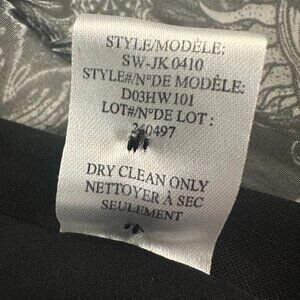 STYLE/MODÈLE:
SW-JK 0410
STYLE#/N°DE MODÈLE:
D03HW101
LOT#/N°DE LOT :
DRY CLEAN ONLY
NETTOYER À SEC
SEULEMENT